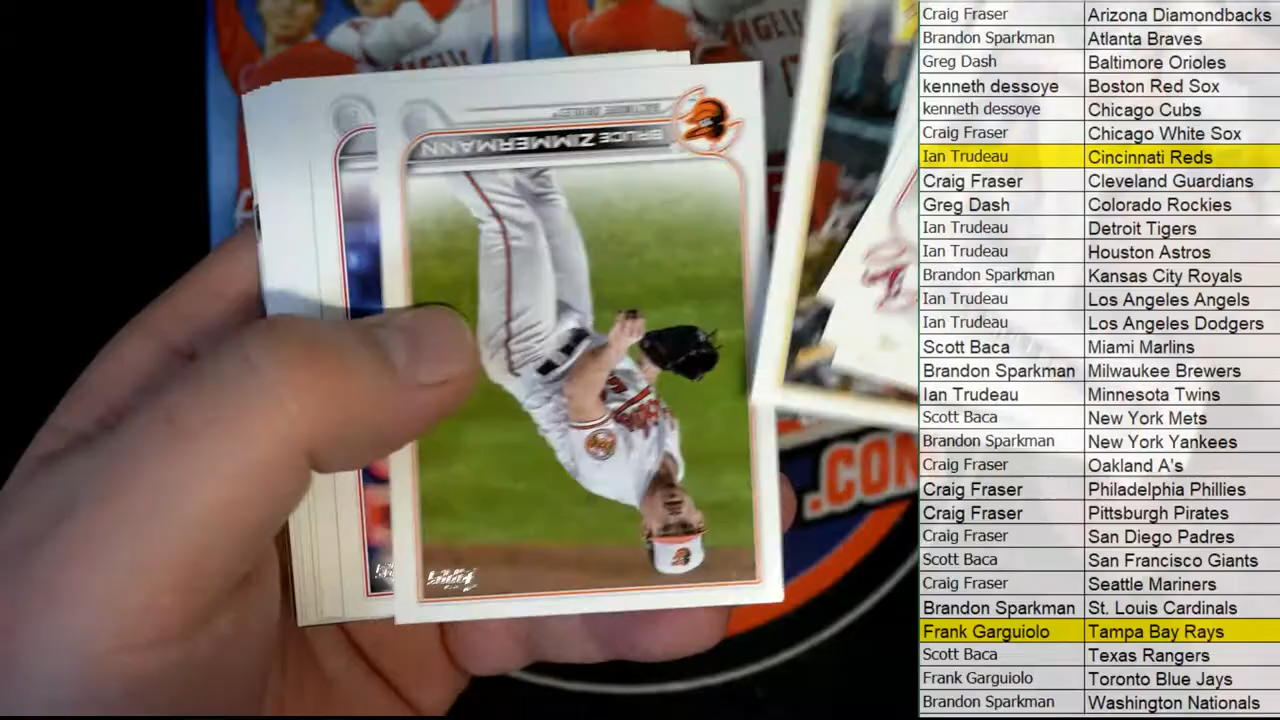 BALTIMORE ORIOLES
BRUCE ZIMMERMANN
.CON
Craig Fraser Arizona Diamondbacks
Brandon Sparkman Atlanta Braves
Greg Dash Baltimore Orioles
kenneth dessoye Boston Red Sox
kenneth dessoye Chicago Cubs
Craig Fraser Chicago White Sox
Ian Trudeau Cincinnati Reds
Craig Fraser Cleveland Guardians
Greg Dash Colorado Rockies
Ian Trudeau Detroit Tigers
Ian Trudeau Houston Astros
Brandon Sparkman Kansas City Royals
Ian Trudeau Los Angeles Angels
Ian Trudeau Los Angeles Dodgers
Scott Baca Miami Marlins
Brandon Sparkman Milwaukee Brewers
Ian Trudeau Minnesota Twins
Scott Baca New York Mets
Brandon Sparkman New York Yankees
Craig Fraser Oakland A's
Craig Fraser Philadelphia Phillies
Craig Fraser Pittsburgh Pirates
Craig Fraser San Diego Padres
Scott Baca San Francisco Giants
Craig Fraser Seattle Mariners
Brandon Sparkman St. Louis Cardinals
Frank Garguiolo Tampa Bay Rays
Scott Baca Texas Rangers
Frank Garguiolo Toronto Blue Jays
Brandon Sparkman Washington Nationals